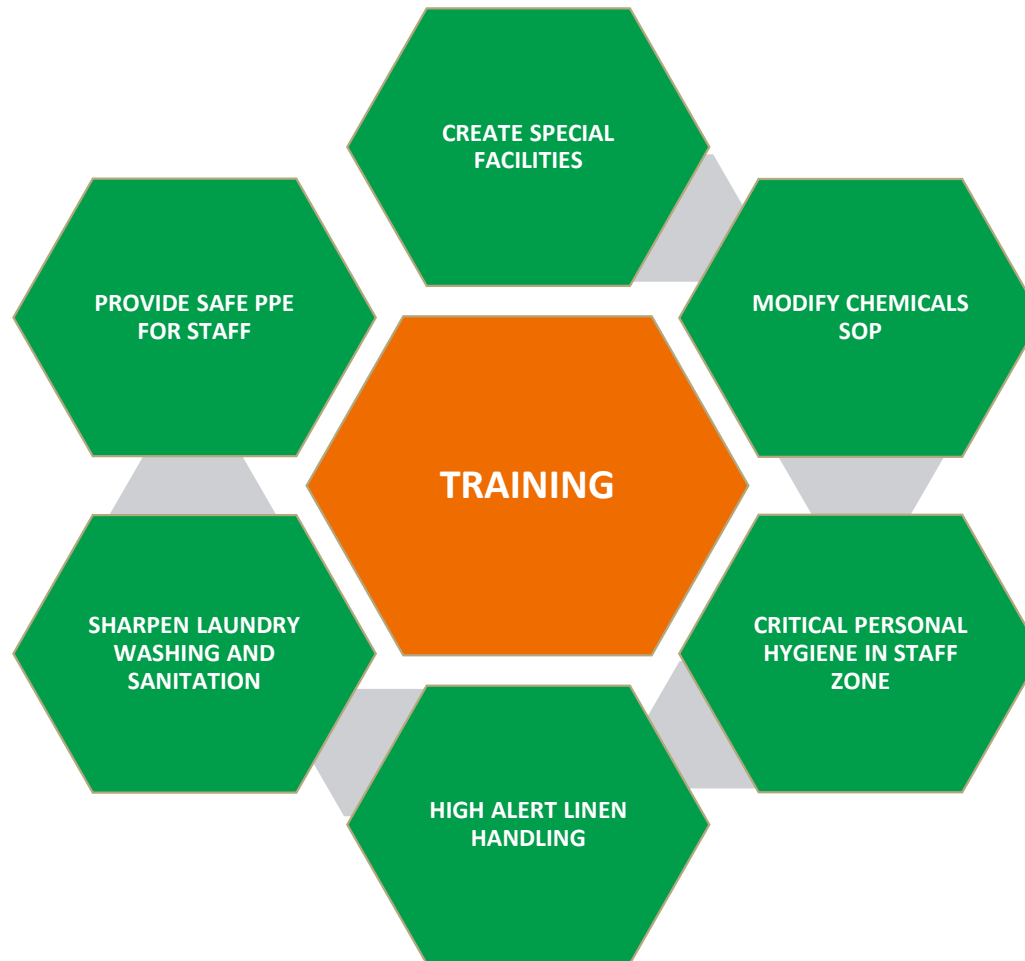 CREATE SPECIAL
FACILITIES
PROVIDE SAFE PPE
FOR STAFF
MODIFY CHEMICALS
SOP
TRAINING
SHARPEN LAUNDRY
WASHING AND
SANITATION
CRITICAL PERSONAL
HYGIENE IN STAFF
ZONE
HIGH ALERT LINEN
HANDLING